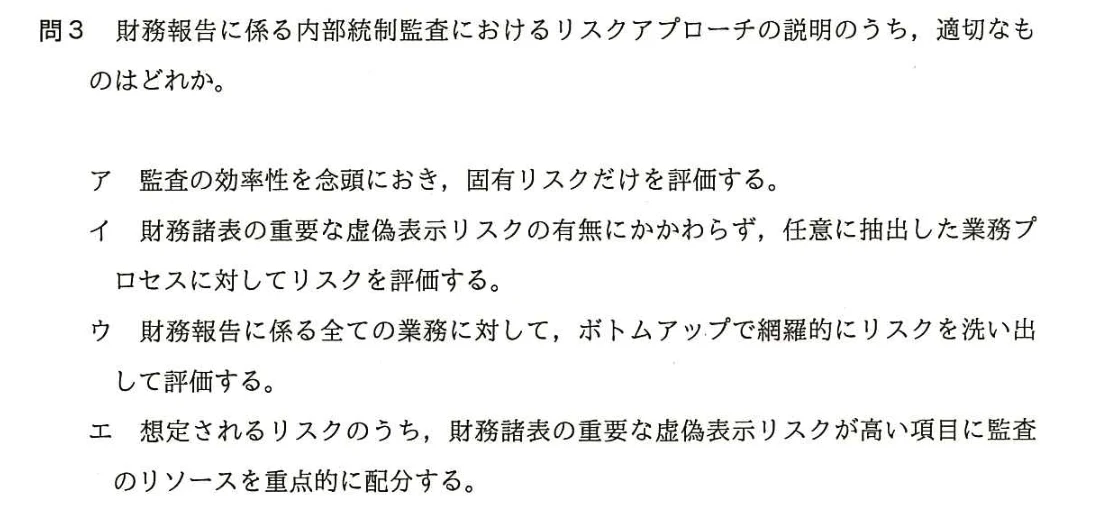 問3　財務報告に係る内部統制監査におけるリスクアプローチの説明のうち，適切なも
のはどれか。
ア　監査の効率性を念頭におき，固有リスクだけを評価する。
イ　財務諸表の重要な虚偽表示リスクの有無にかかわらず，任意に抽出した業務プ
ロセスに対してリスクを評価する。
ウ　財務報告に係る全ての業務に対して，ボトムアップで網羅的にリスクを洗い出
して評価する。
エ　想定されるリスクのうち，財務諸表の重要な虚偽表示リスクが高い項目に監査
のリソースを重点的に配分する。